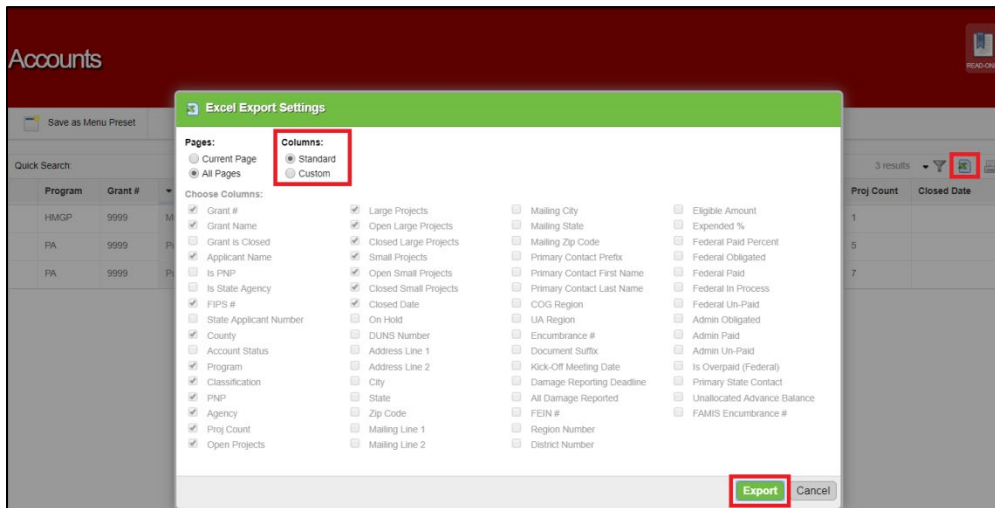 Accounts
READ-ON
Save as Menu Preset
Quick Search:
3 results
Program Grant # Proj Count Closed Date
HMGP 9999 M 1
PA 9999 5
PA 9999 7
Excel Export Settings
Pages: Columns:
Current Page Standard
All Pages Custom
Choose Columns:
Grant # Large Projects Mailing City Eligible Amount
Grant Name Open Large Projects Mailing State Expended %
Grant Is Closed Closed Large Projects Mailing Zip Code Federal Paid Percent
Applicant Name Small Projects Primary Contact Prefix Federal Obligated
Is PNP Open Small Projects Primary Contact First Name Federal Paid
Is State Agency Closed Small Projects Primary Contact Last Name Federal In Process
FIPS # Closed Date COG Region Federal Un-Paid
State Applicant Number On Hold UA Region Admin Obligated
County DUNS Number Encumbrance # Admin Paid
Account Status Address Line 1 Document Suffix Admin Un-Paid
Program Address Line 2 Kick-Off Meeting Date Is Overpaid (Federal)
Classification City Damage Reporting Deadline Primary State Contact
PNP State All Damage Reported Unallocated Advance Balance
Agency Zip Code FEIN # FAMIS Encumbrance #
Proj Count Mailing Line 1 Region Number
Open Projects Mailing Line 2 District Number
Export Cancel